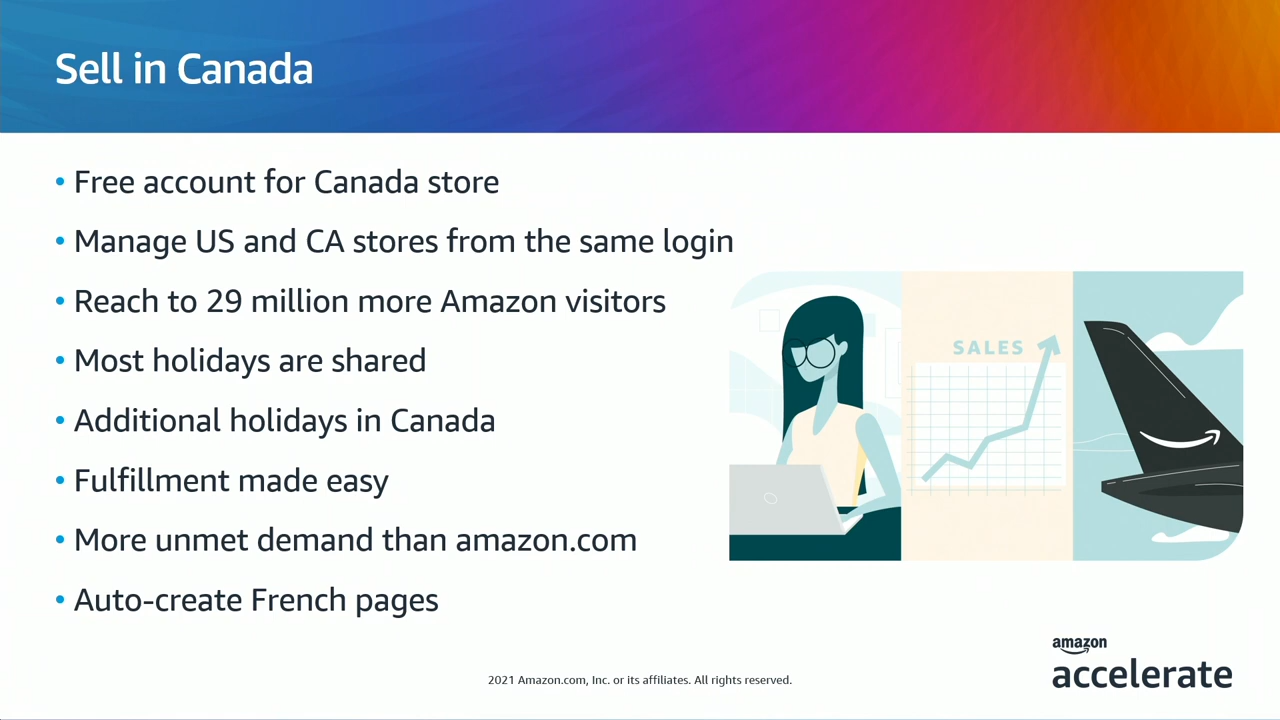 Sell in Canada
• Free account for Canada store
• Manage US and CA stores from the same login
• Reach to 29 million more Amazon visitors
• Most holidays are shared
• Additional holidays in Canada
• Fulfillment made easy
• More unmet demand than amazon.com
• Auto-create French pages
SALES
2021 Amazon.com, Inc. or its affiliates. All rights reserved.
amazon
accelerate